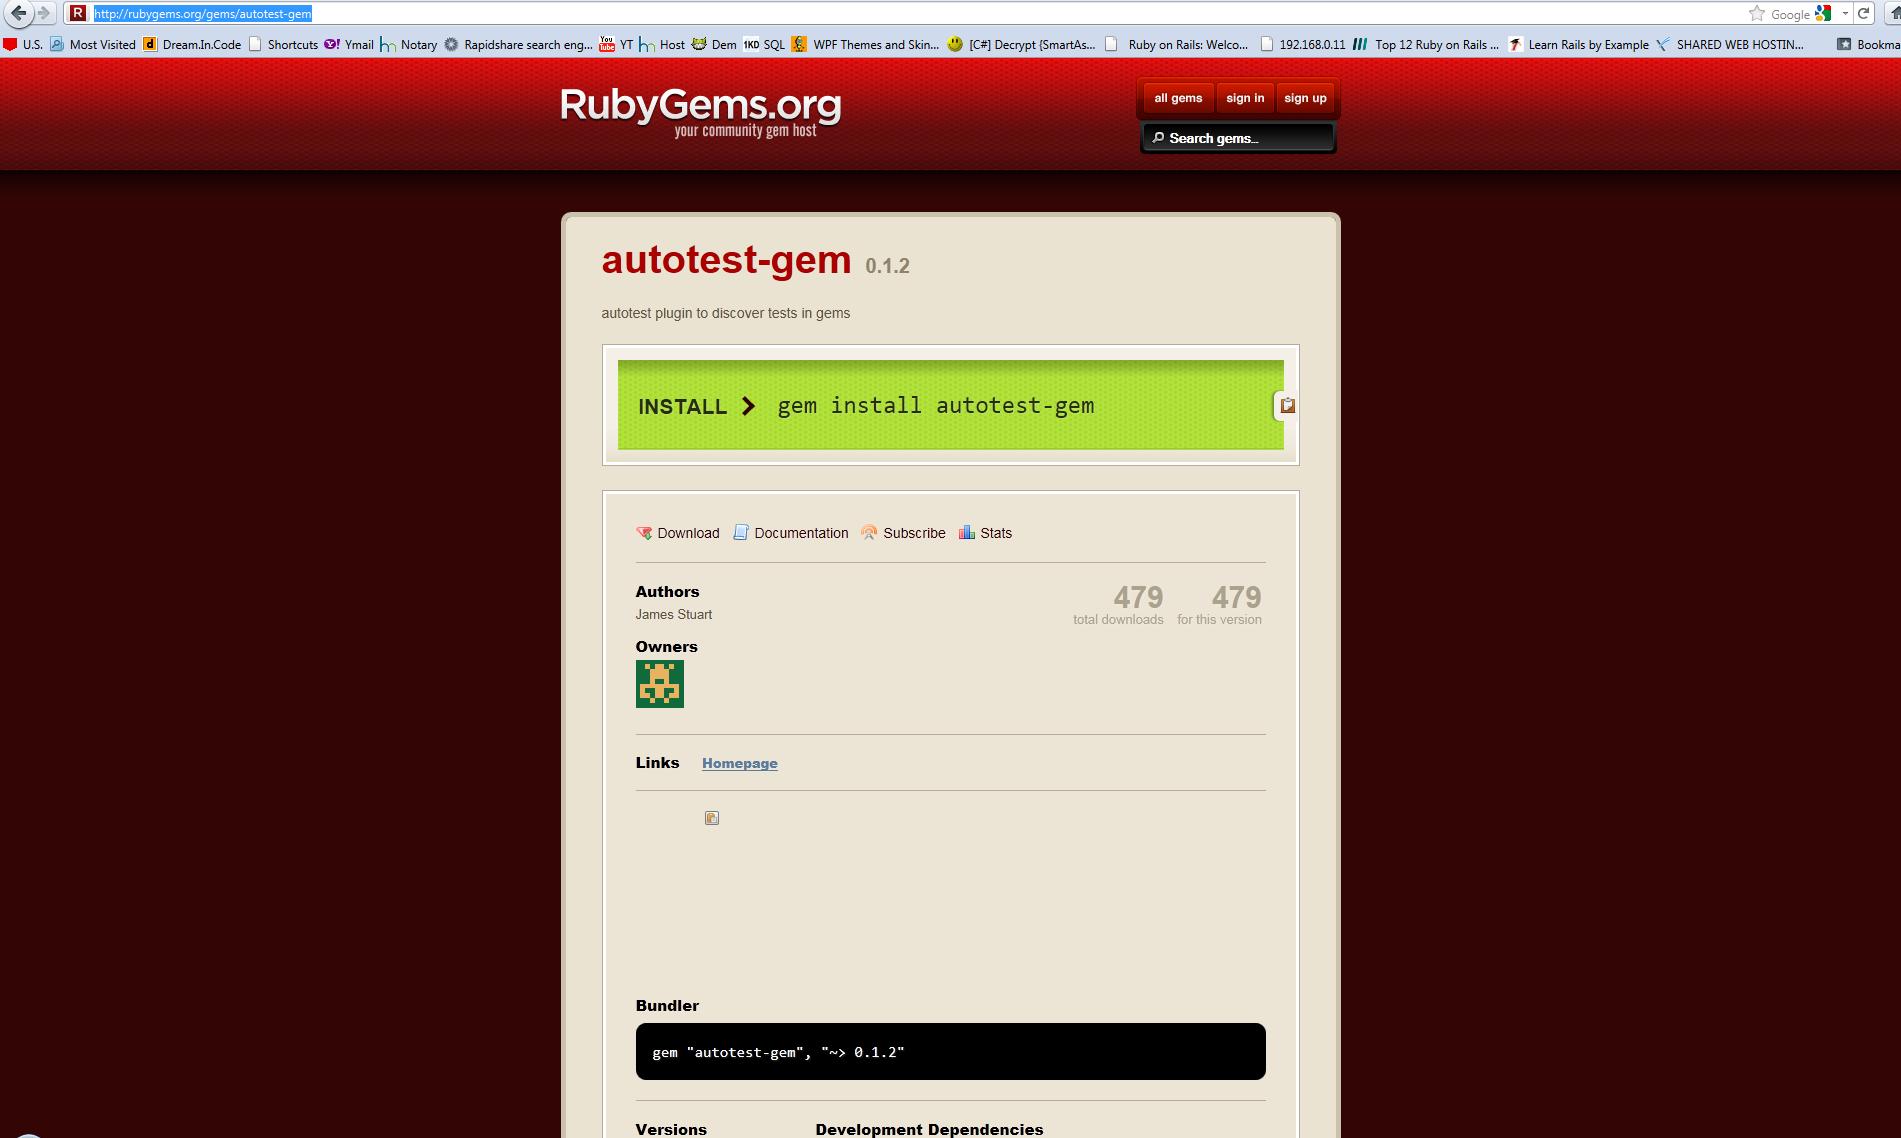 http://rubygems.org/gems/autotest-gem
Google
U.S. Most Visited Dream.In.Code Shortcuts Ymail Notary Rapidshare search eng... YT Host Dem 1KD SQL WPF Themes and Skin... [C#] Decrypt {SmartAs... Ruby on Rails: Welco... 192.168.0.11 Top 12 Ruby on Rails ... Learn Rails by Example SHARED WEB HOSTIN... Bookma
RubyGems.org
your community gem host
all gems sign in sign up
Search gems...
autotest-gem 0.1.2
autotest plugin to discover tests in gems
INSTALL gem install autotest-gem
Download Documentation Subscribe Stats
Authors
James Stuart
479 479
total downloads for this version
Owners
Links Homepage
Bundler
gem "autotest-gem", "~> 0.1.2"
Versions Development Dependencies